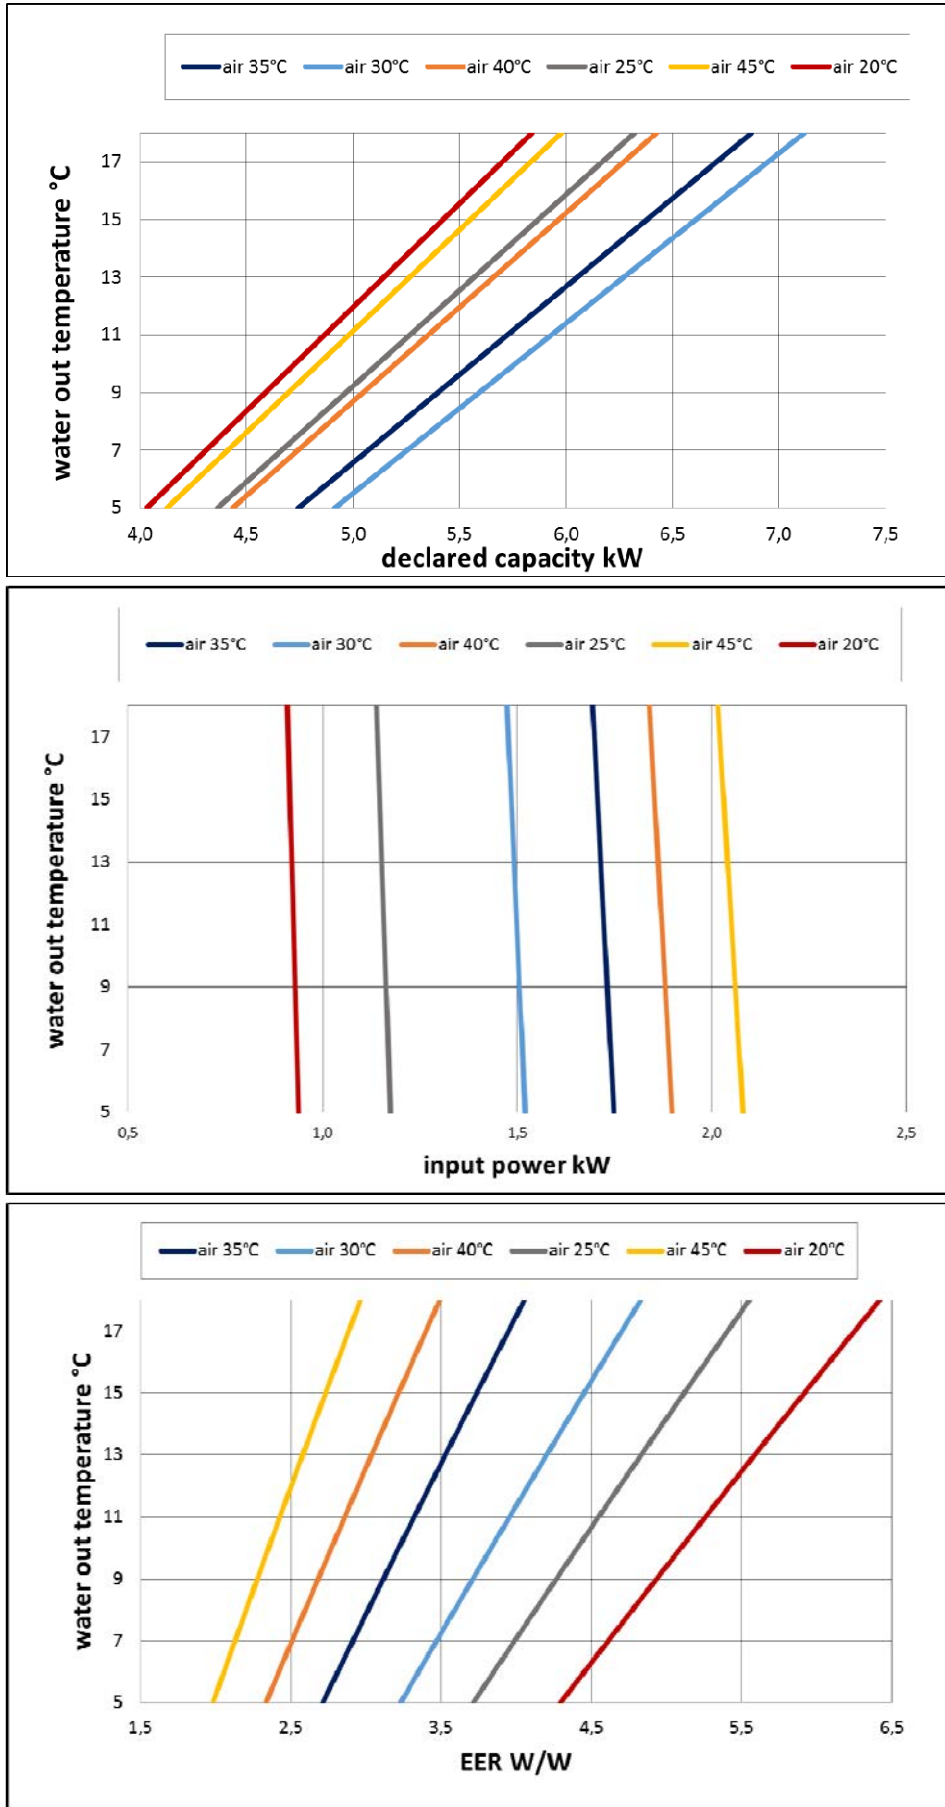 air 35°C air 30°C air 40°C air 25°C air 45°C air 20°C
water out temperature °C
17
15
13
11
9
7
5
4,0 4,5 5,0 5,5 6,0 6,5 7,0 7,5
declared capacity kW
air 35°C air 30°C air 40°C air 25°C air 45°C air 20°C
water out temperature °C
17
15
13
11
9
7
5
0,5 1,0 1,5 2,0 2,5
input power kW
air 35°C air 30°C air 40°C air 25°C air 45°C air 20°C
water out temperature °C
17
15
13
11
9
7
5
1,5 2,5 3,5 4,5 5,5 6,5
EER W/W